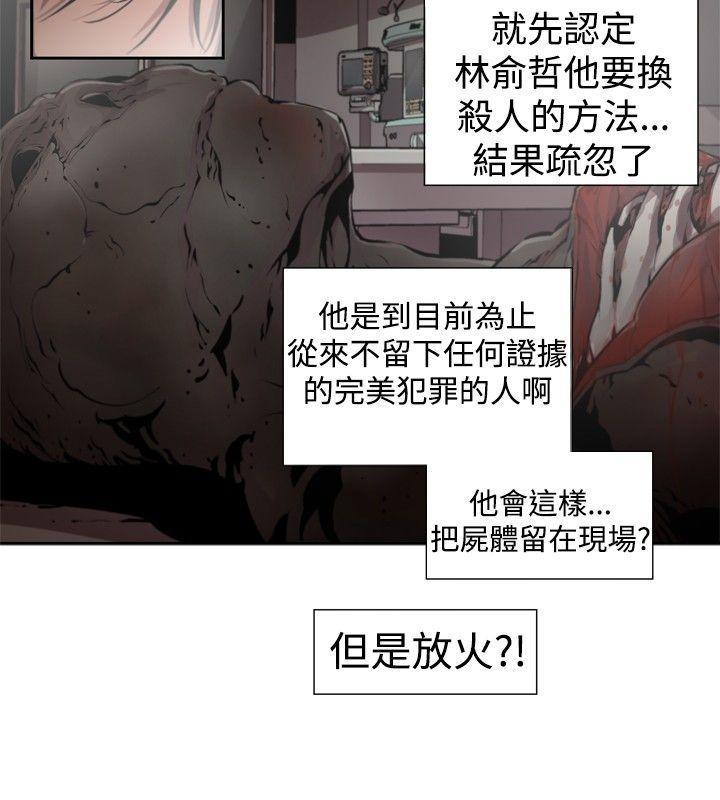 就先認定
林俞哲他要換
殺人的方法...
結果疏忽了
他是到目前為止
從來不留下任何證據
的完美犯罪的人啊
他會這樣...
把屍體留在現場?
但是放火?!